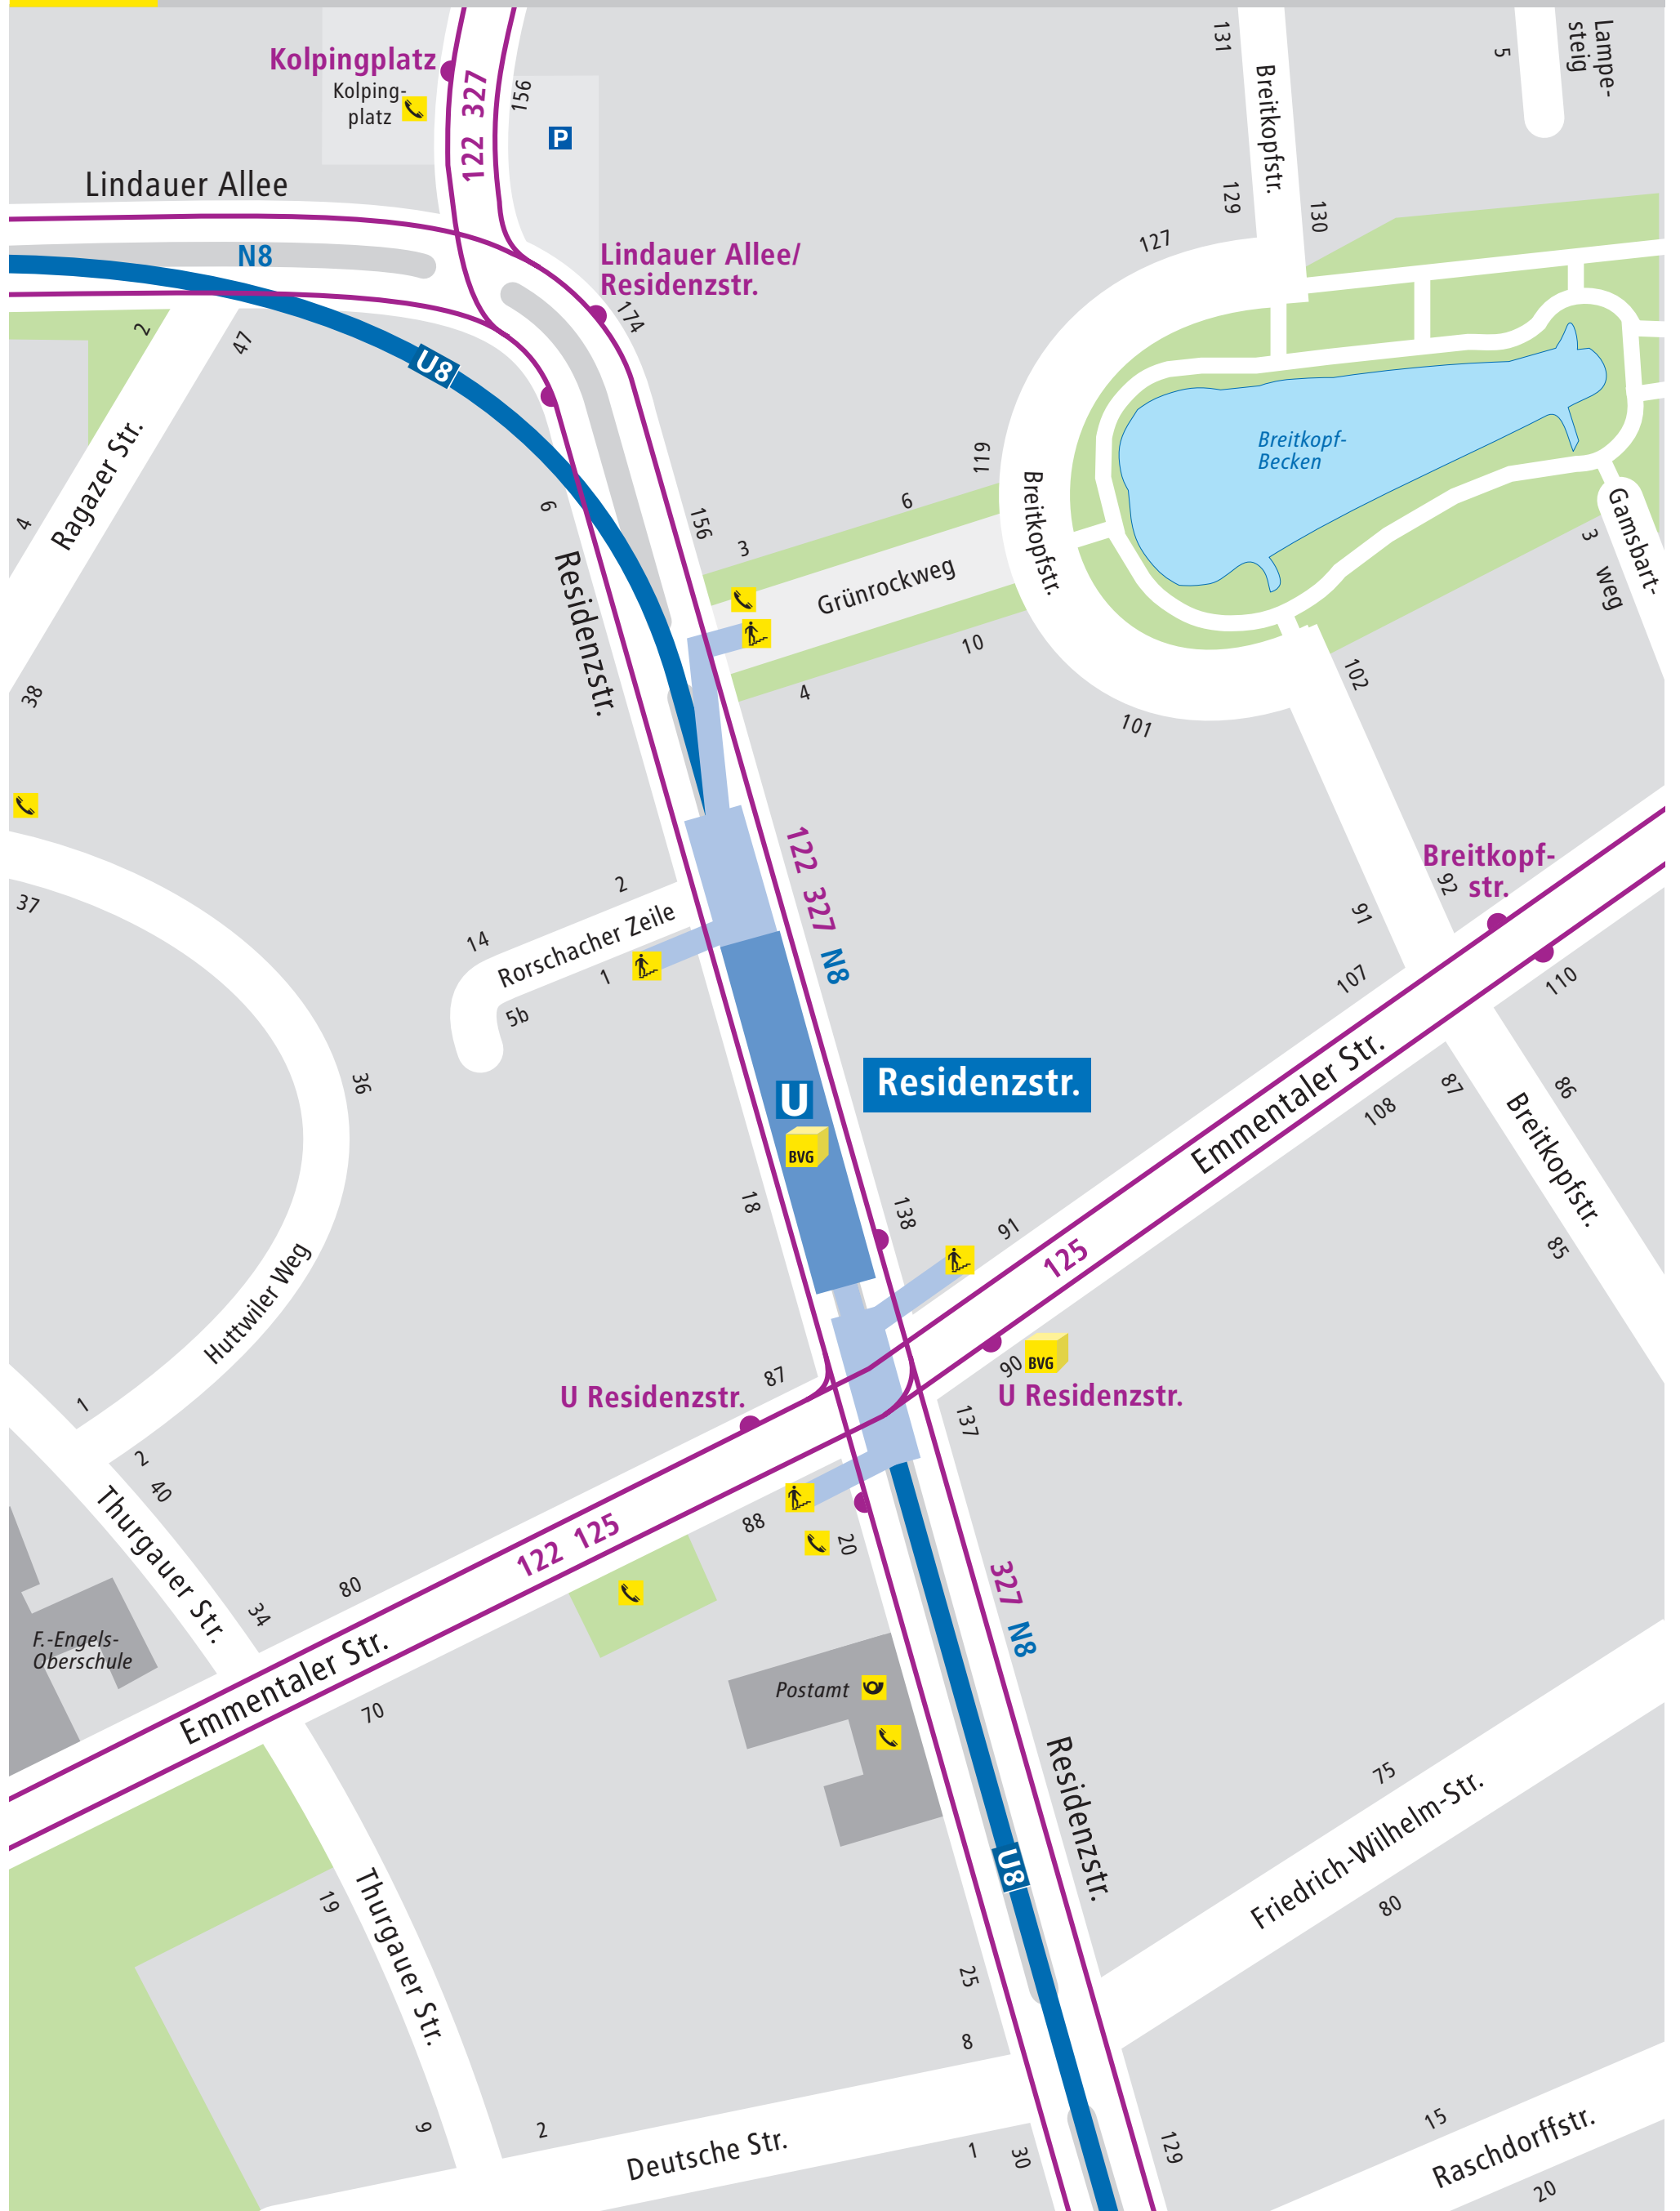 Kolpingplatz
Kolping-
platz
122 327
156
P
131
Breitkopfstr.
5
Lampe-
steig
Lindauer Allee
129
130
127
N8
Lindauer Allee/
Residenzstr.
174
2
47
U8
Breitkopf-
Becken
Ragazer Str.
119
Breitkopfstr.
6
4
6
156
3
Gamsbart-
weg
3
Grünrockweg
Residenzstr.
10
4
38
102
101
122 327 N8
Breitkopf-
str.
92
91
37
2
14
Rorschacher Zeile
1
5b
107
110
36
U
Residenzstr.
Emmentaler Str.
87
86
108
Breitkopfstr.
BVG
18
138
91
125
85
Huttwiler Weg
90
BVG
87
U Residenzstr.
U Residenzstr.
1
137
2
40
Thurgauer Str.
88
20
122 125
80
34
327 N8
F.-Engels-
Oberschule
Emmentaler Str.
Postamt
70
Residenzstr.
75
Friedrich-Wilhelm-Str.
U8
80
19
Thurgauer Str.
25
8
9
2
Deutsche Str.
1
30
129
15
Raschdorffstr.
20